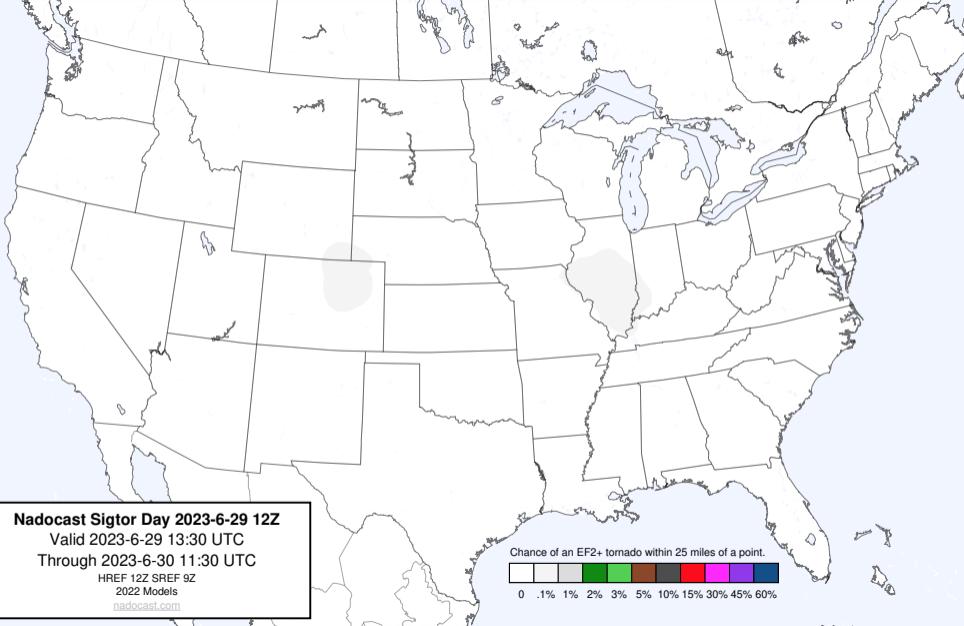 Nadocast Sigtor Day 2023-6-29 12Z
Valid 2023-6-29 13:30 UTC
Through 2023-6-30 11:30 UTC
HREF 12Z SREF 9Z
2022 Models
nadocast.com
Chance of an EF2+ tornado within 25 miles of a point.
0 .1% 1% 2% 3% 5% 10% 15% 30% 45% 60%